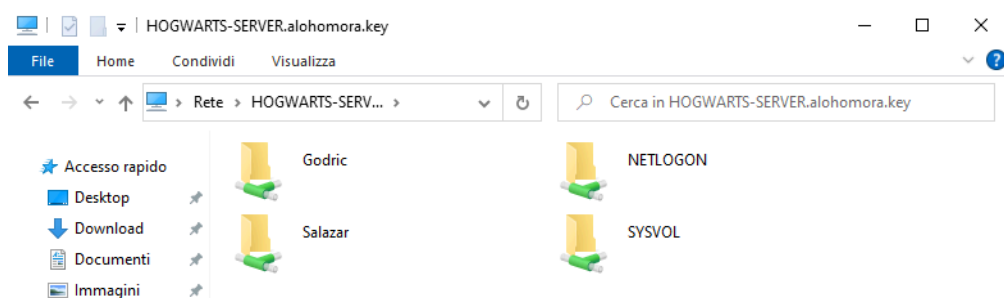 HOGWARTS-SERVER.alohomora.key
File Home Condividi Visualizza
Rete HOGWARTS-SERV... Cerca in HOGWARTS-SERVER.alohomora.key
Accesso rapido
Desktop
Download
Documenti
Immagini
Godric
NETLOGON
Salazar
SYSVOL